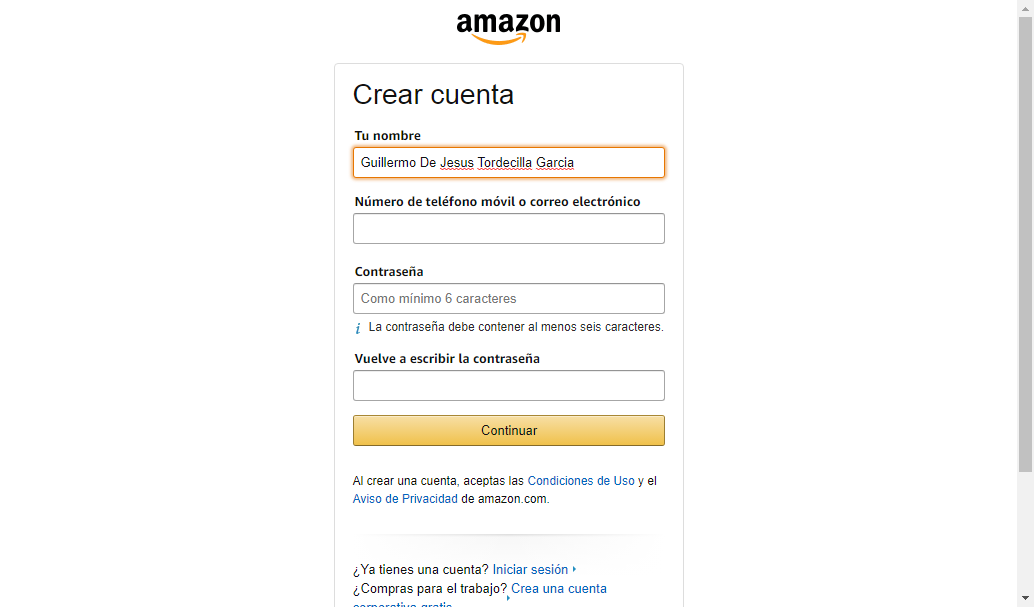 amazon
Crear cuenta
Tu nombre
Guillermo De Jesus Tordecilla Garcia
Número de teléfono móvil o correo electrónico
Contraseña
Como mínimo 6 caracteres
i La contraseña debe contener al menos seis caracteres.
Vuelve a escribir la contraseña
Continuar
Al crear una cuenta, aceptas las Condiciones de Uso y el
Aviso de Privacidad de amazon.com.
¿Ya tienes una cuenta? Iniciar sesión
¿Compras para el trabajo? Crea una cuenta
corporativa gratis